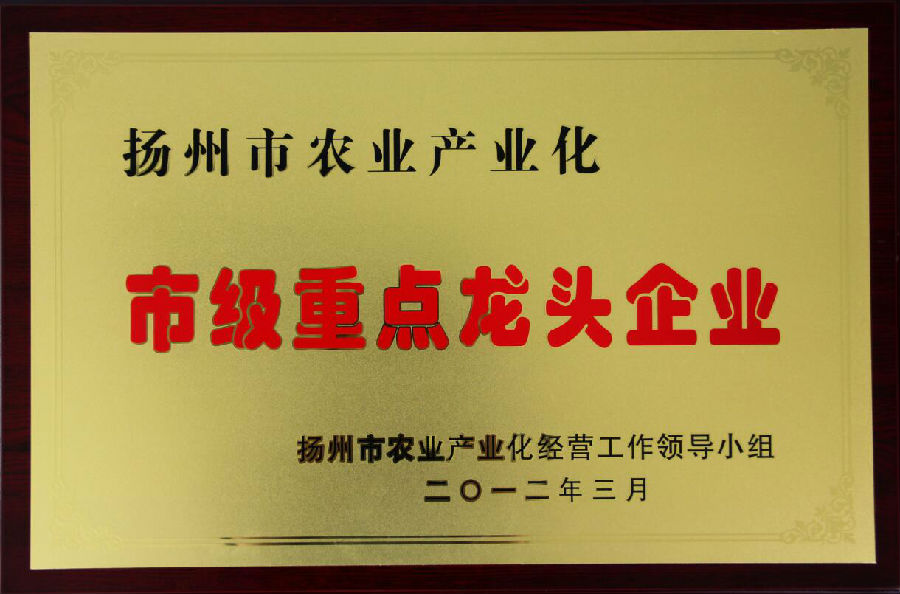 扬州市农业产业化
市级重点龙头企业
扬州市农业产业化经营工作领导小组
二〇一二年三月